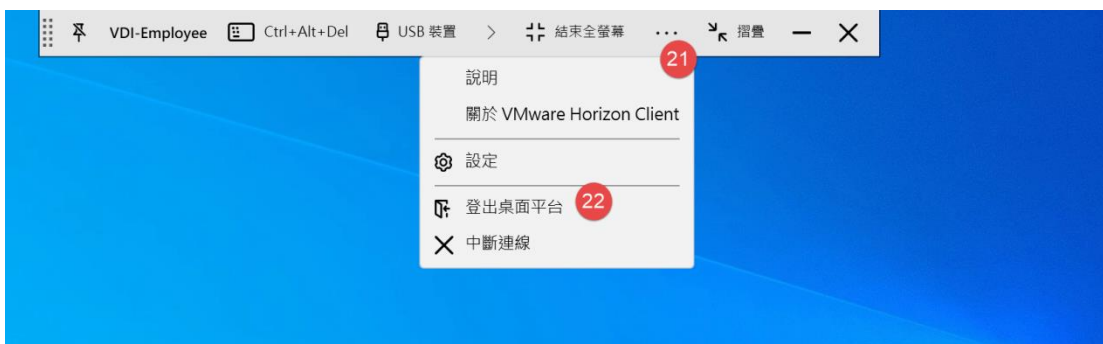 VDI-Employee Ctrl+Alt+Del USB 裝置 > 結束全螢幕 ... 摺疊
21
說明
關於 VMware Horizon Client
設定
登出桌面平台 22
中斷連線